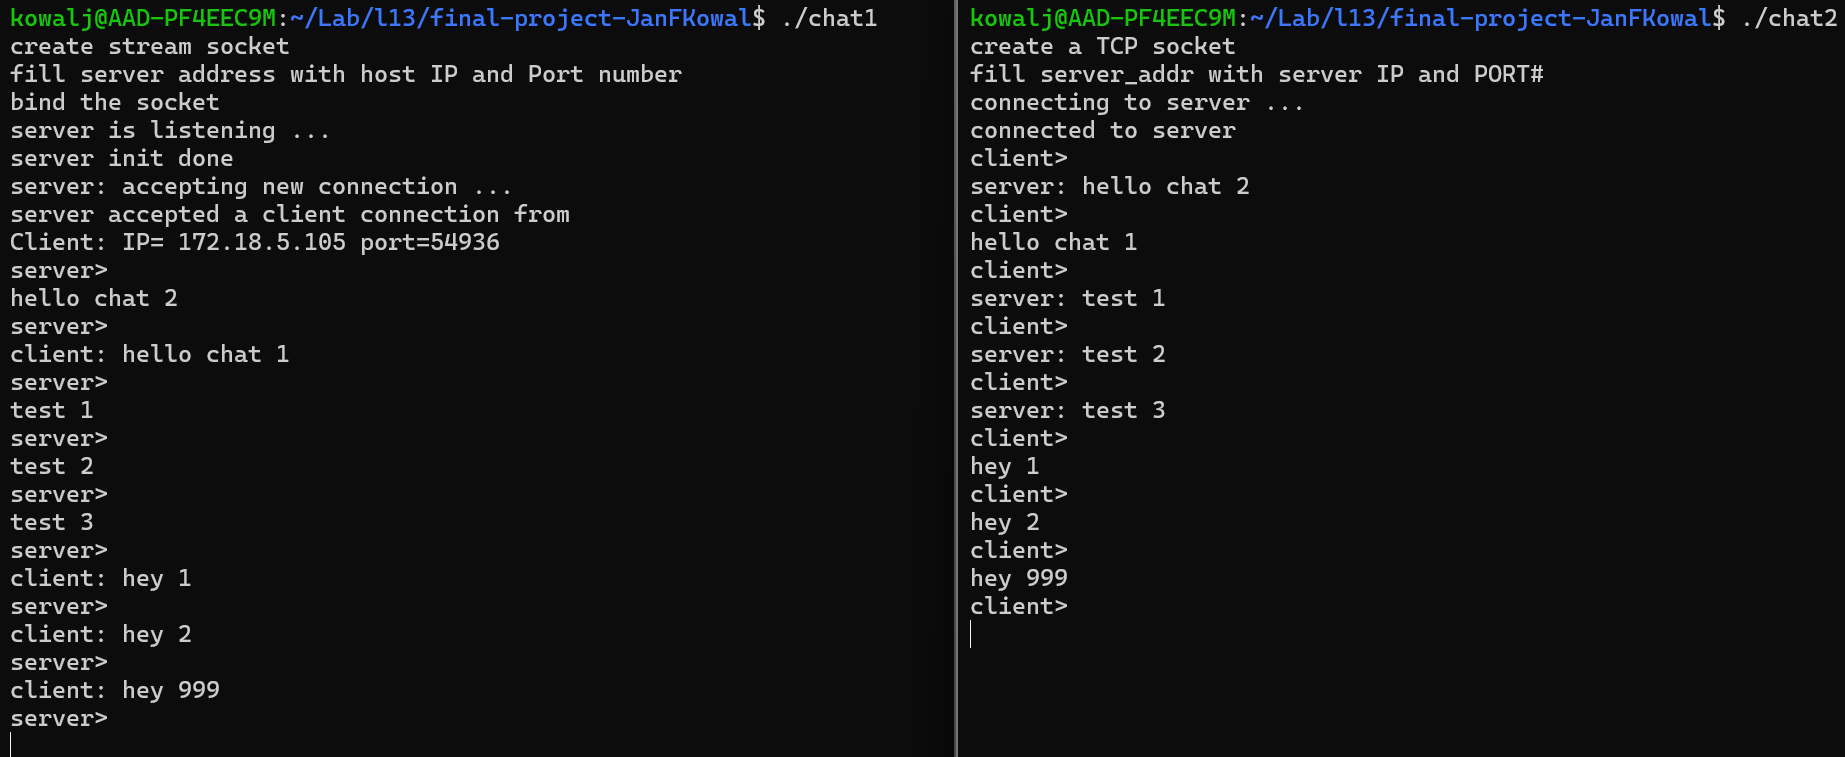 kowalj@AAD-PF4EEC9M:~/Lab/l13/final-project-JanFKowal$ ./chat1
create stream socket
fill server address with host IP and Port number
bind the socket
server is listening ...
server init done
server: accepting new connection ...
server accepted a client connection from
Client: IP= 172.18.5.105 port=54936
server>
hello chat 2
server>
client: hello chat 1
server>
test 1
server>
test 2
server>
test 3
server>
client: hey 1
server>
client: hey 2
server>
client: hey 999
server>
kowalj@AAD-PF4EEC9M:~/Lab/l13/final-project-JanFKowal$ ./chat2
create a TCP socket
fill server_addr with server IP and PORT#
connecting to server ...
connected to server
client>
server: hello chat 2
client>
hello chat 1
client>
server: test 1
client>
server: test 2
client>
server: test 3
client>
hey 1
client>
hey 2
client>
hey 999
client>